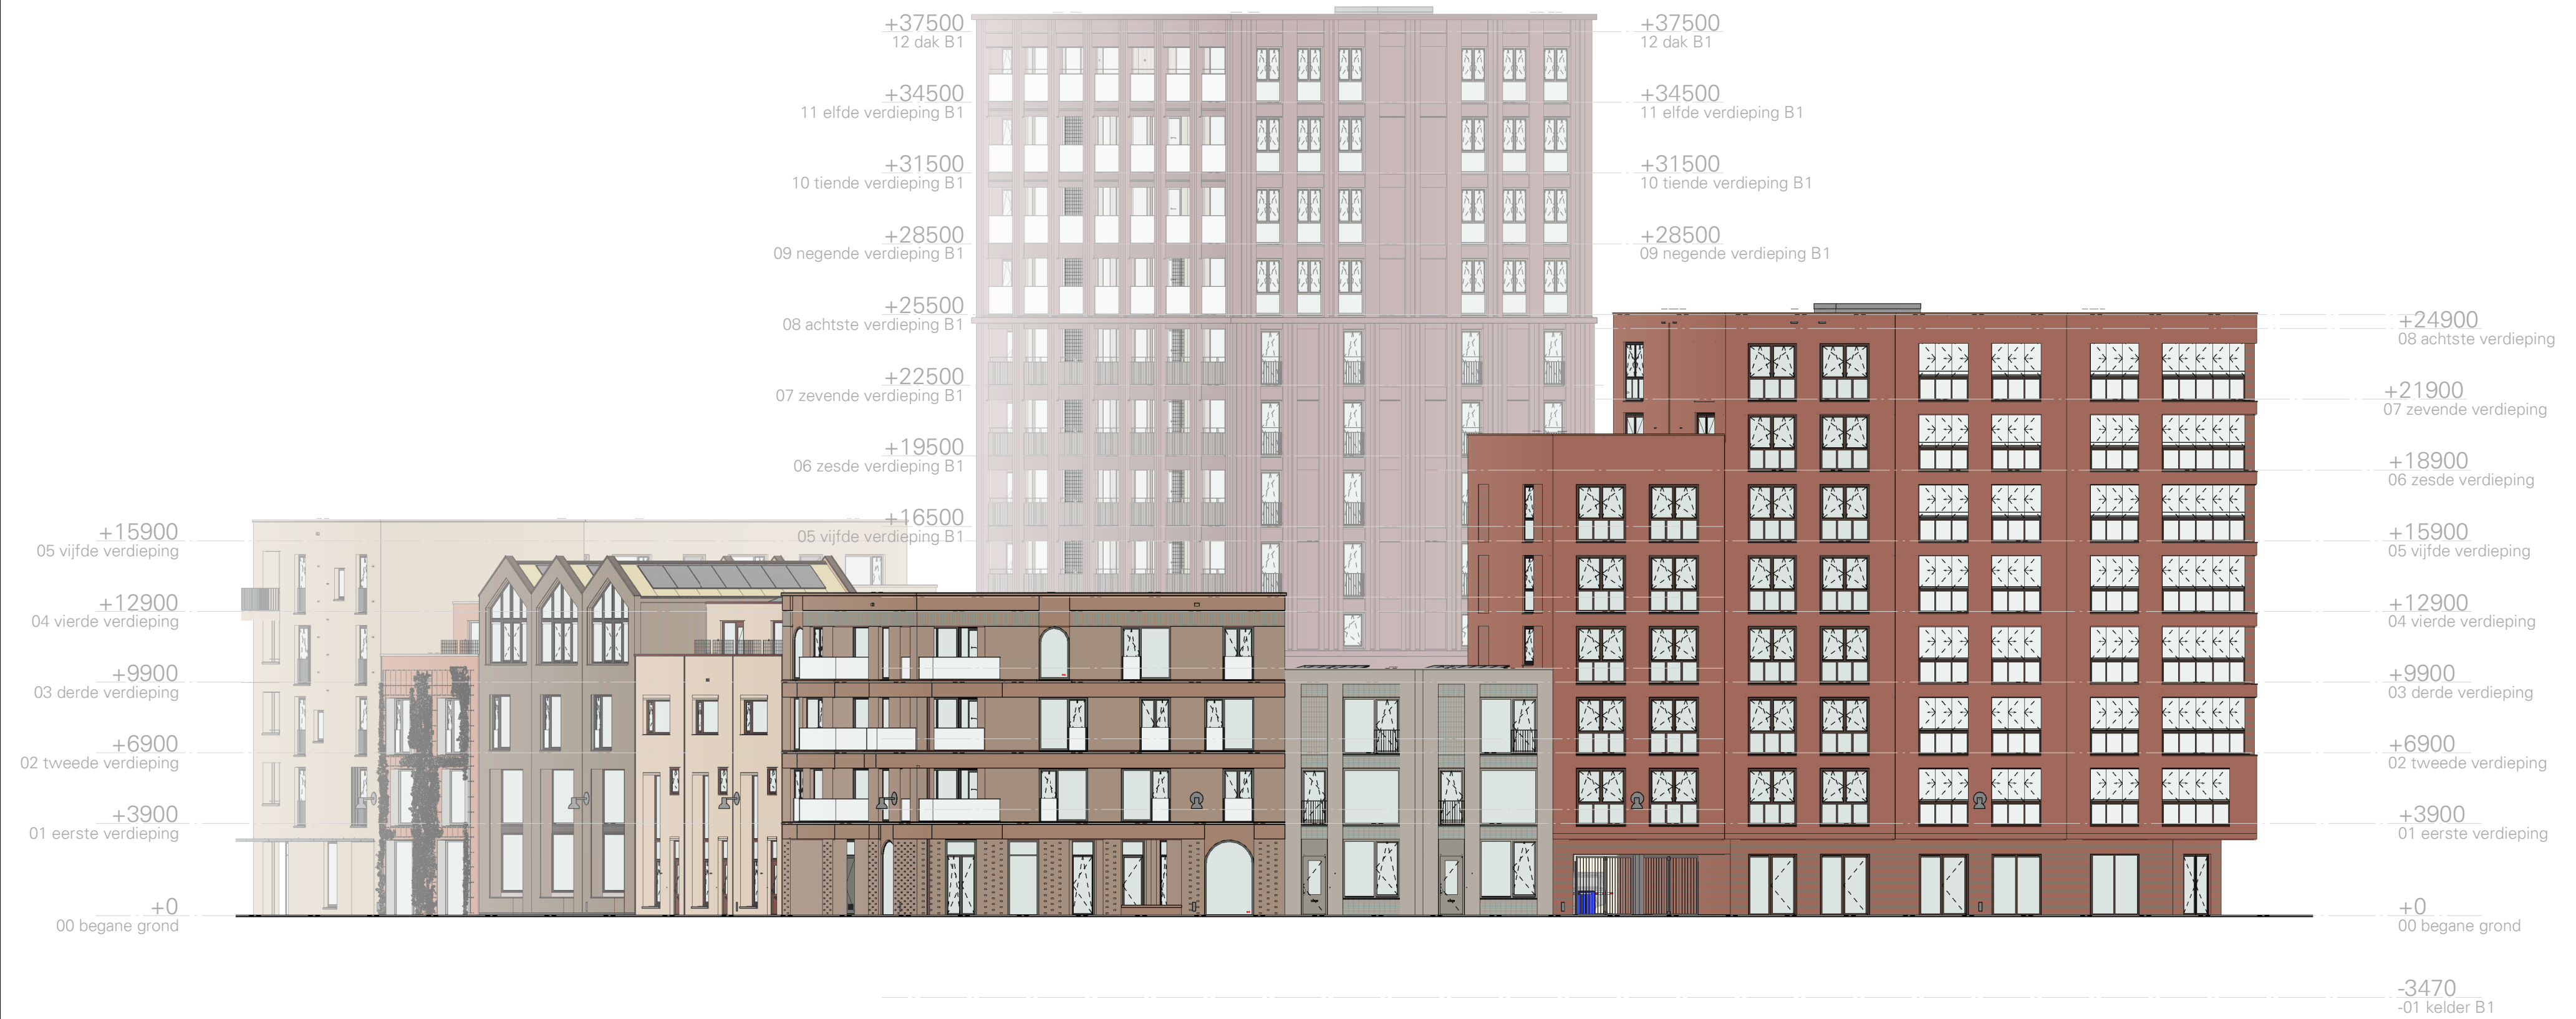 +37500
12 dak B1
+34500
11 elfde verdieping B1
+31500
10 tiende verdieping B1
+28500
09 negende verdieping B1
+25500
08 achtste verdieping B1
+22500
07 zevende verdieping B1
+19500
06 zesde verdieping B1
+16500
05 vijfde verdieping B1
+37500
12 dak B1
+34500
11 elfde verdieping B1
+31500
10 tiende verdieping B1
+28500
09 negende verdieping B1
+15900
05 vijfde verdieping
+12900
04 vierde verdieping
+9900
03 derde verdieping
+6900
02 tweede verdieping
+3900
01 eerste verdieping
+0
00 begane grond
+24900
08 achtste verdieping
+21900
07 zevende verdieping
+18900
06 zesde verdieping
+15900
05 vijfde verdieping
+12900
04 vierde verdieping
+9900
03 derde verdieping
+6900
02 tweede verdieping
+3900
01 eerste verdieping
+0
00 begane grond
-3470
-01 kelder B1